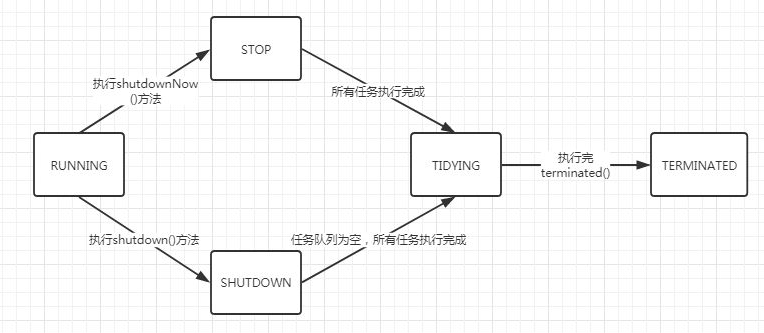 STOP
执行shutdownNow
()方法
所有任务执行完成
RUNNING
TIDYING
执行完
terminated()
TERMINATED
执行shutdown()方法
任务队列为空，所有任务执行完成
SHUTDOWN